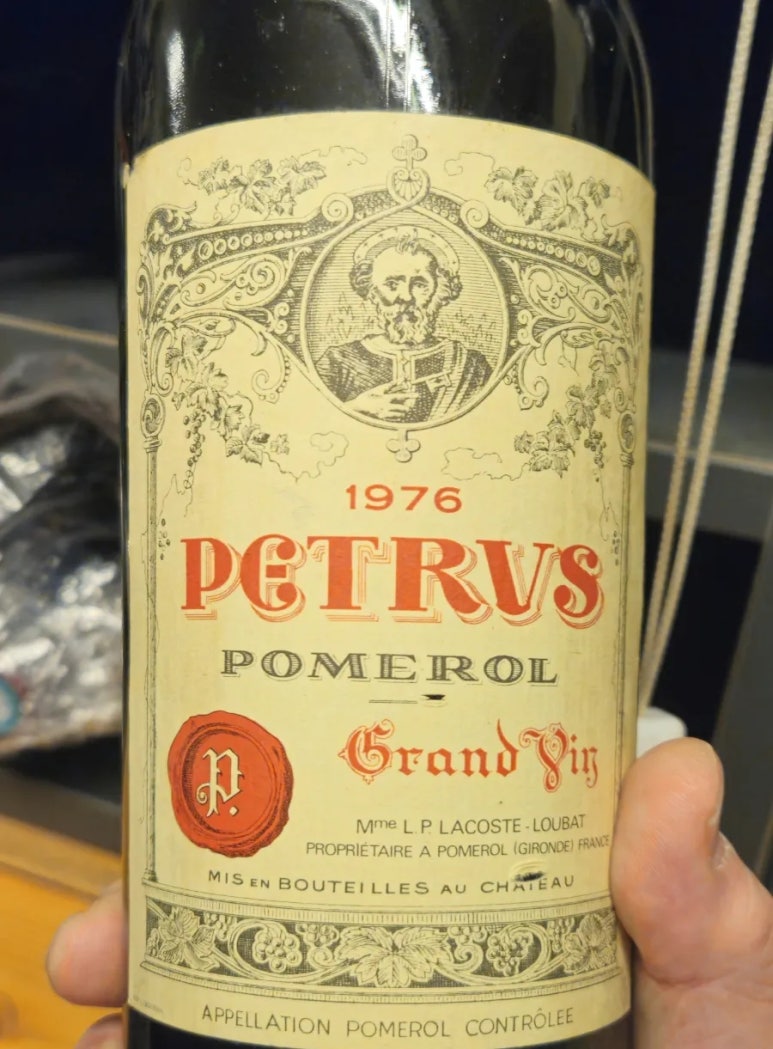 1976
PETRVS
POMEROL
Grand Vin
P.
Mme L.P. LACOSTE-LOUBAT
PROPRIÉTAIRE A POMEROL (GIRONDE) FRANCE
MIS EN BOUTEILLES AU CHATEAU
APPELLATION POMEROL CONTRÔLÉE